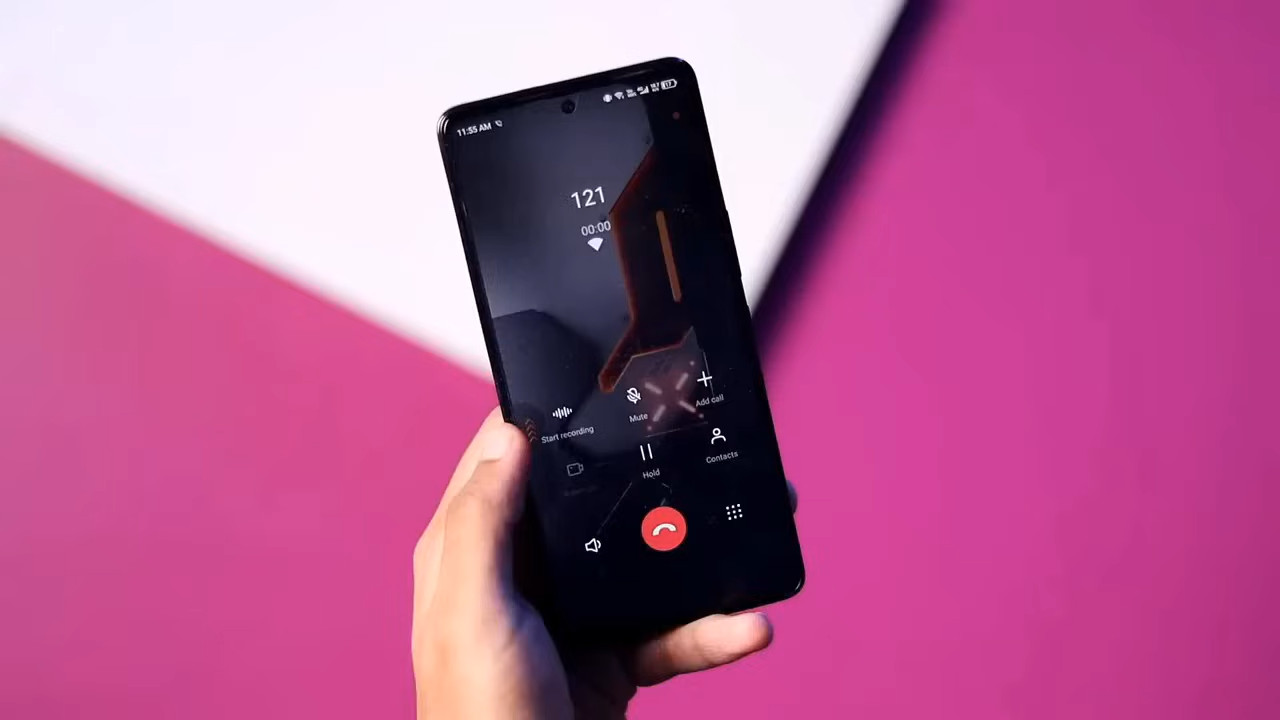 11:55 AM
121
00:00
Start recording
Mute
Add call
Hold
Contacts